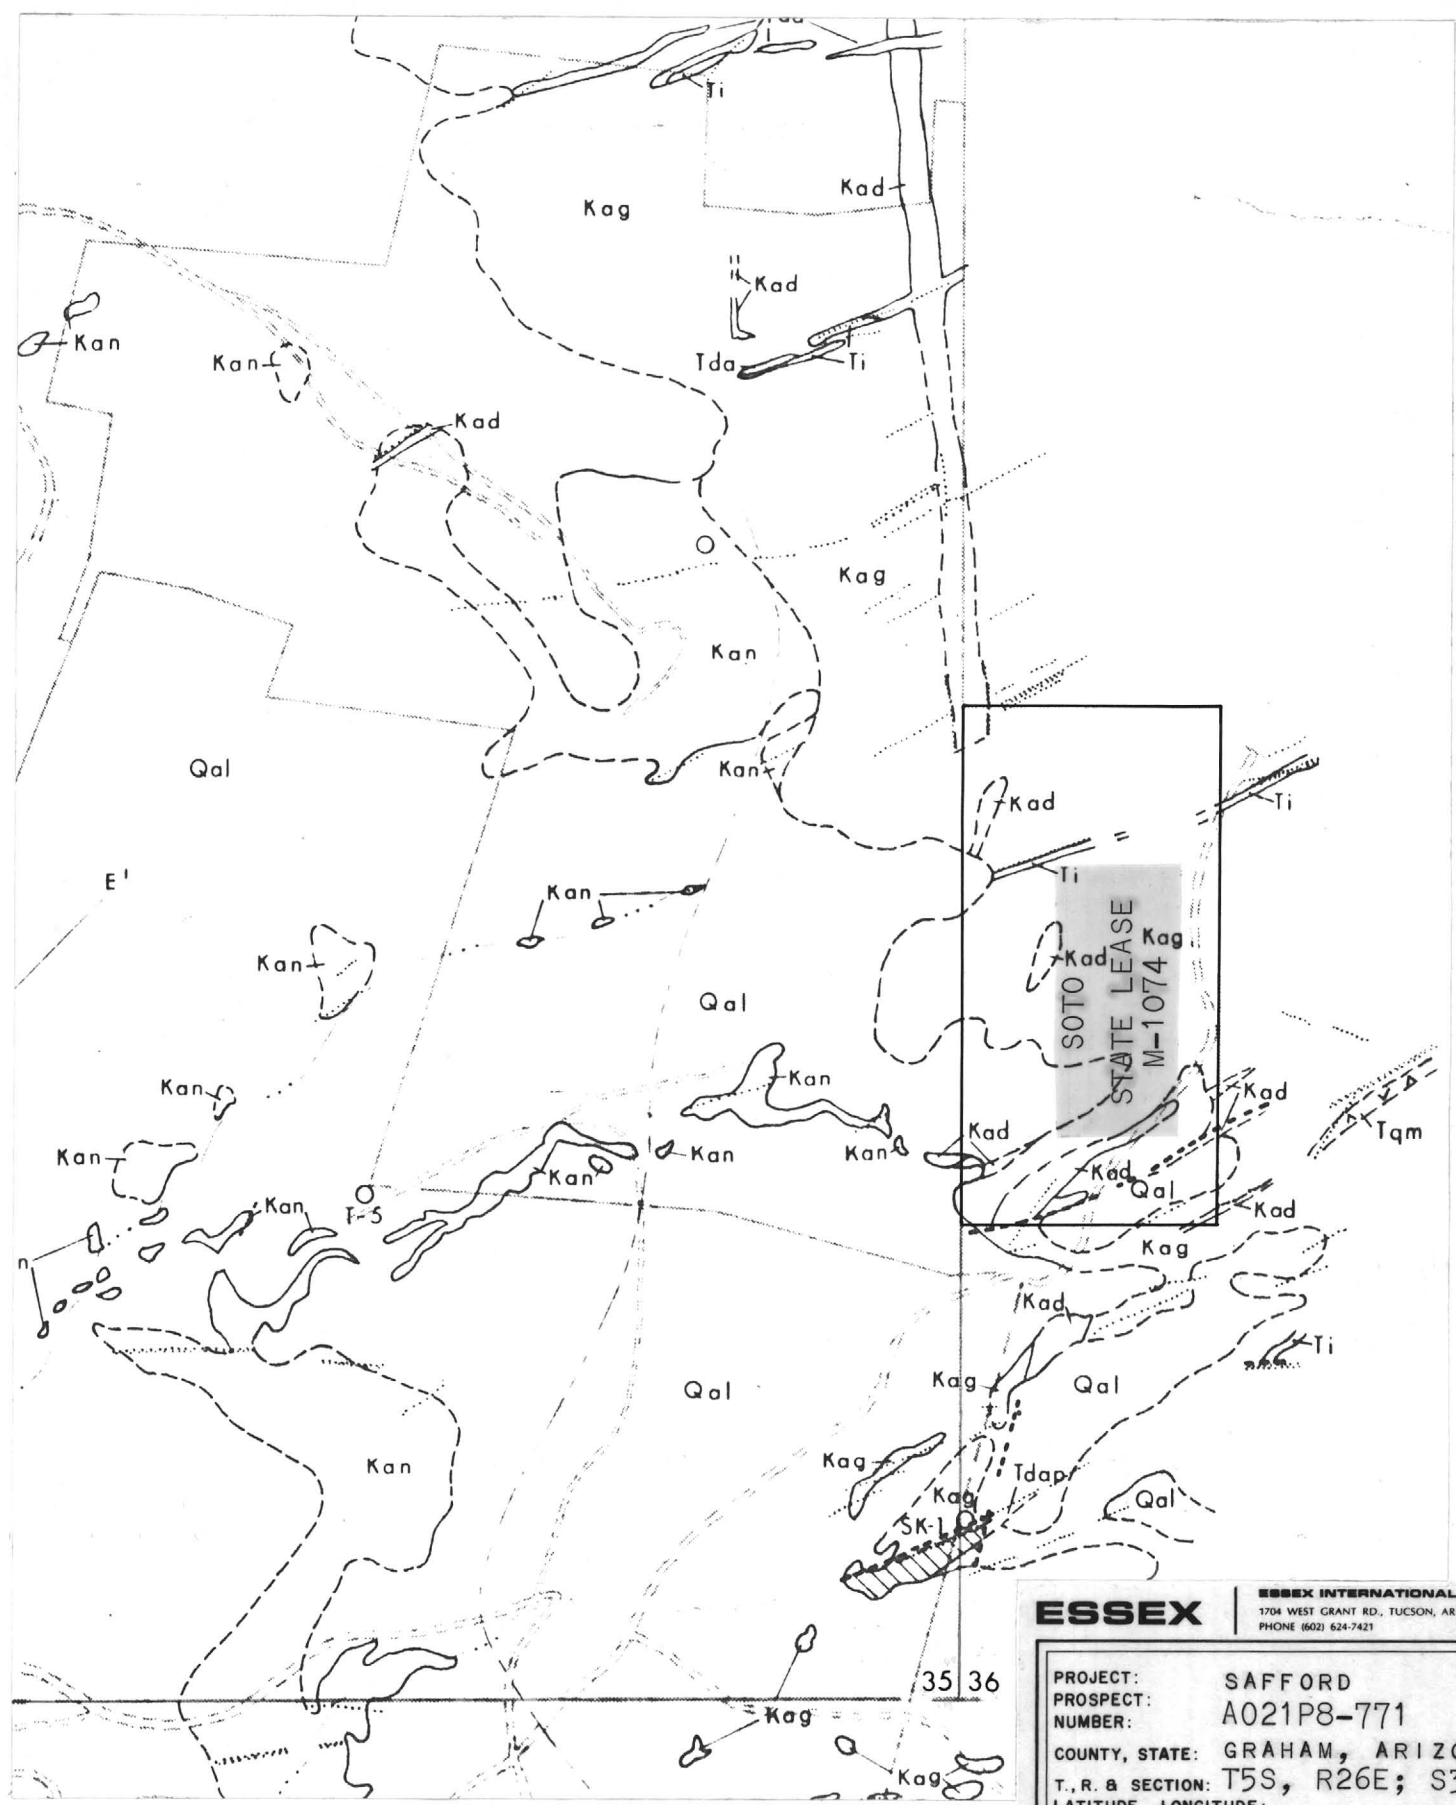 Ti
Kad
Kag
Kad
Kan
Kan
Tda
Ti
Kad
Kag
Kan
Qal
Kan
Kad
Ti
E'
Kan
Ti
SOTO
STATE LEASE
M-1074
Kag
Kan
Kad
Qal
Kan
Kan
Kad
Kad
Tqm
Kan
Kan
Kan
Kan
Kad
Qal
Kan
T-5
Kad
Kag
Kad
Ti
Kag
Qal
Qal
Kag
Kan
Tdap
Kag
Qal
SK-1
35 36
Kag
Kag
ESSEX
ESSEX INTERNATIONAL
1704 WEST GRANT RD., TUCSON, AR
PHONE (602) 624-7421
PROJECT: SAFFORD
PROSPECT:
NUMBER: A021P8-771
COUNTY, STATE: GRAHAM, ARIZO
T., R. & SECTION: T5S, R26E; S3
LATITUDE, LONGITUDE: